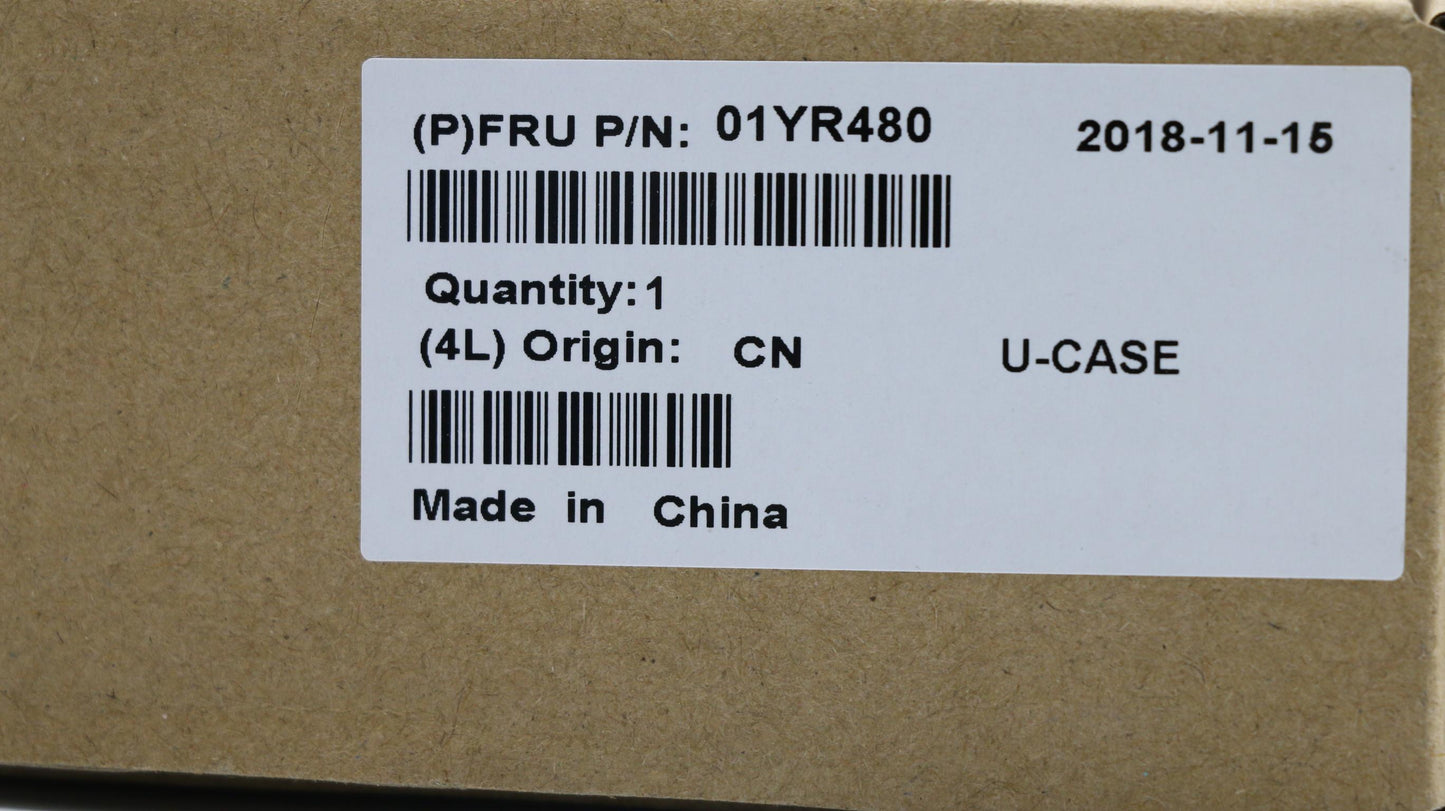 (P)FRU P/N: 01YR480 2018-11-15
Quantity:1
(4L) Origin: CN U-CASE
Made in China